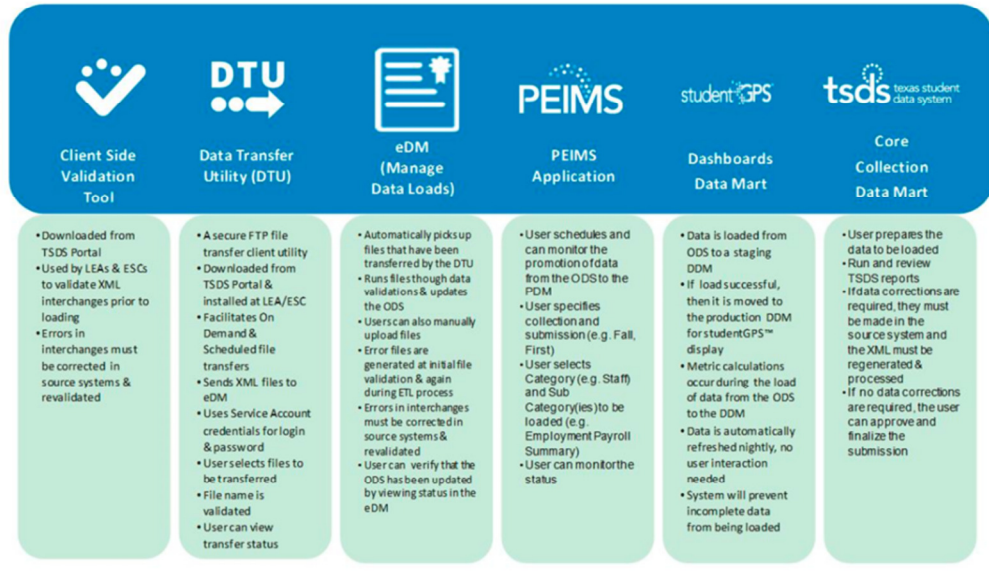 Client Side
Validation
Tool
• Downloaded from
TSDS Portal
• Used by LEAs & ESCs
to validate XML
interchanges prior to
loading
• Errors in
interchanges must
be corrected in
source systems &
revalidated
DTU
Data Transfer
Utility (DTU)
• A secure FTP file
transfer client utility
• Downloaded from
TSDS Portal &
installed at LEA/ESC
• Facilitates On
Demand &
Scheduled file
transfers
• Sends XML files to
eDM
• Uses Service Account
credentials for login
& password
• User selects files to
be transferred
• File name is
validated
• User can view
transfer status
eDM
(Manage
Data Loads)
• Automatically picks up
files that have been
transferred by the DTU
• Runs files though data
validations & updates
the ODS
• Users can also manually
upload files
• Error files are
generated at initial file
validation & again
during ETL process
• Errors in interchanges
must be corrected in
source systems &
revalidated
• User can verify that the
ODS has been updated
by viewing status in the
eDM
PEIMS
PEIMS
Application
• User schedules and
can monitor the
promotion of data
from the ODS to the
PDM
• User specifies
collection and
submission (e.g. Fall,
First)
• User selects
Category (e.g. Staff)
and Sub
Category(ies) to be
loaded (e.g.
Employment Payroll
Summary)
• User can monitor the
status
studentGPS
Dashboards
Data Mart
• Data is loaded from
ODS to a staging
DDM
• If load successful,
then it is moved to
the production DDM
for studentGPS™
display
• Metric calculations
occur during the load
of data from the ODS
to the DDM
• Data is automatically
refreshed nightly, no
user interaction
needed
• System will prevent
incomplete data
from being loaded
tsds texas student
data system
Core
Collection
Data Mart
• User prepares the
data to be loaded
• Run and review
TSDS reports
• If data corrections are
required, they must
be made in the
source system and
the XML must be
regenerated &
processed
• If no data corrections
are required, the user
can approve and
finalize the
submission